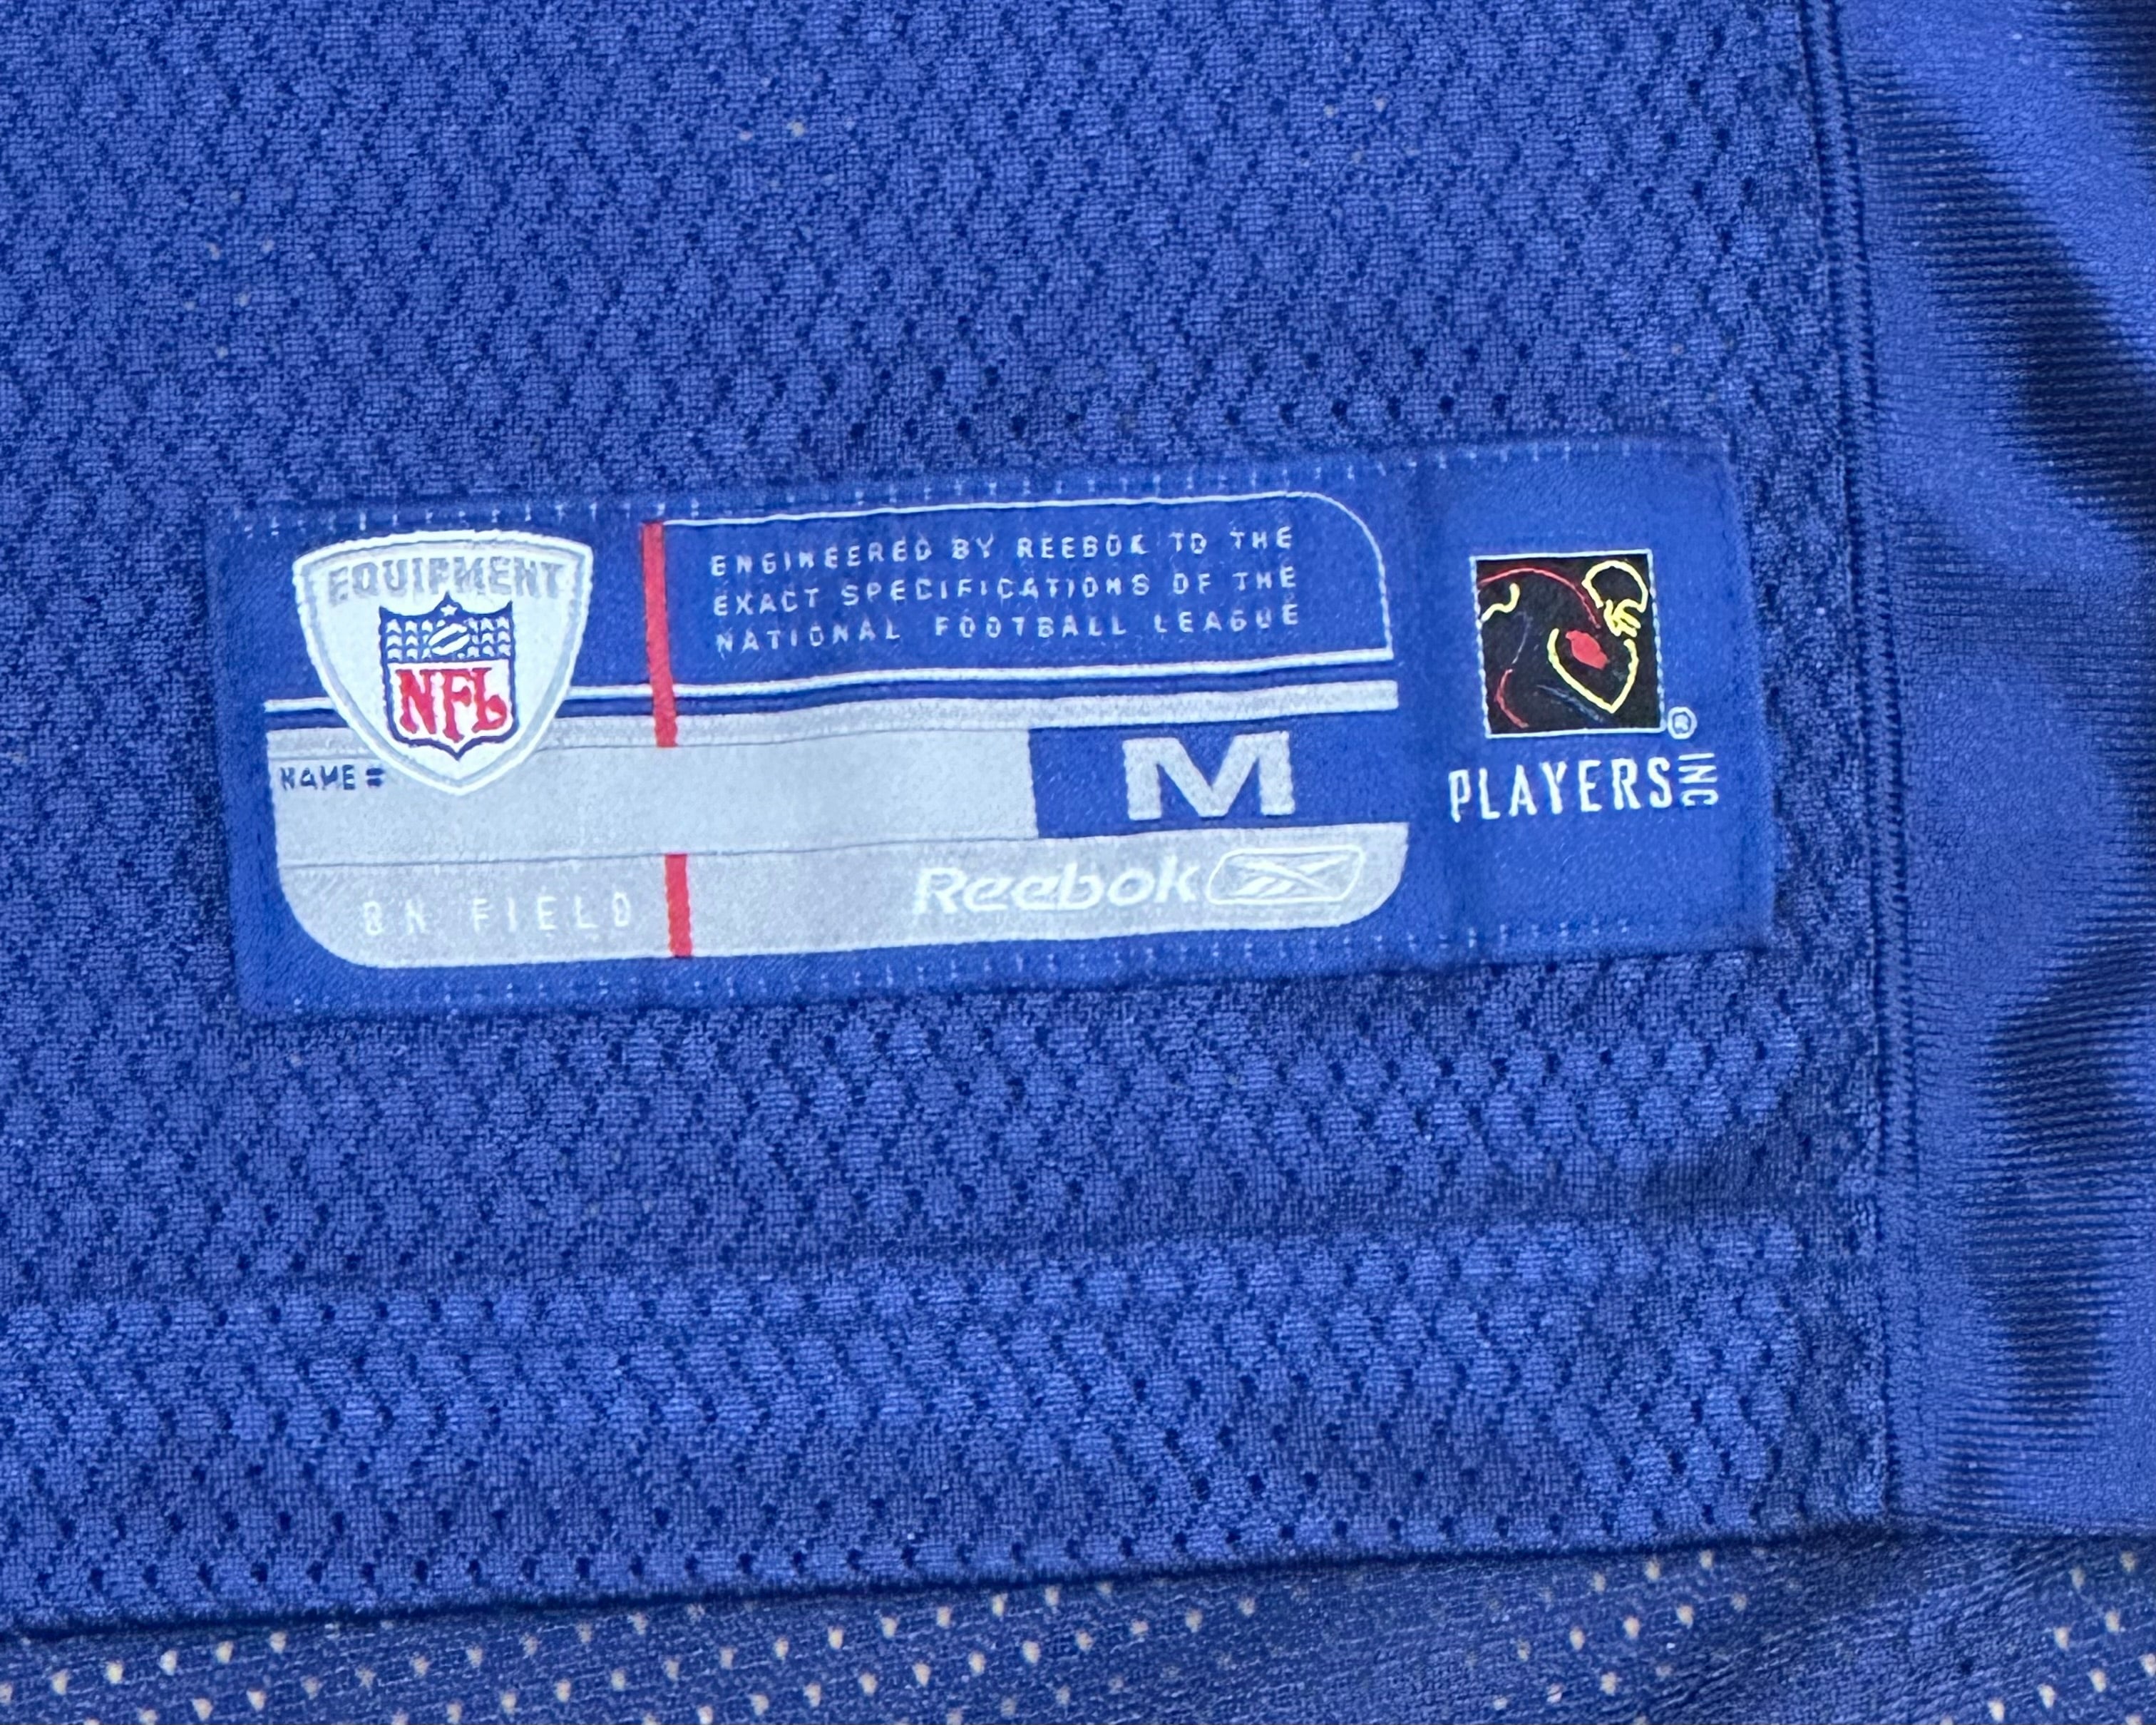 EQUIPMENT
NFL
ENGINEERED BY REEBOK TO THE
EXACT SPECIFICATIONS OF THE
NATIONAL FOOTBALL LEAGUE
NAME #
M
ON FIELD
Reebok
®
PLAYERS INC